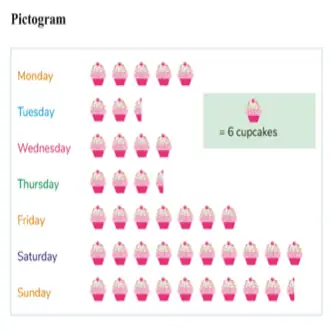 Pictogram
Monday
Tuesday
= 6 cupcakes
Wednesday
Thursday
Friday
Saturday
Sunday